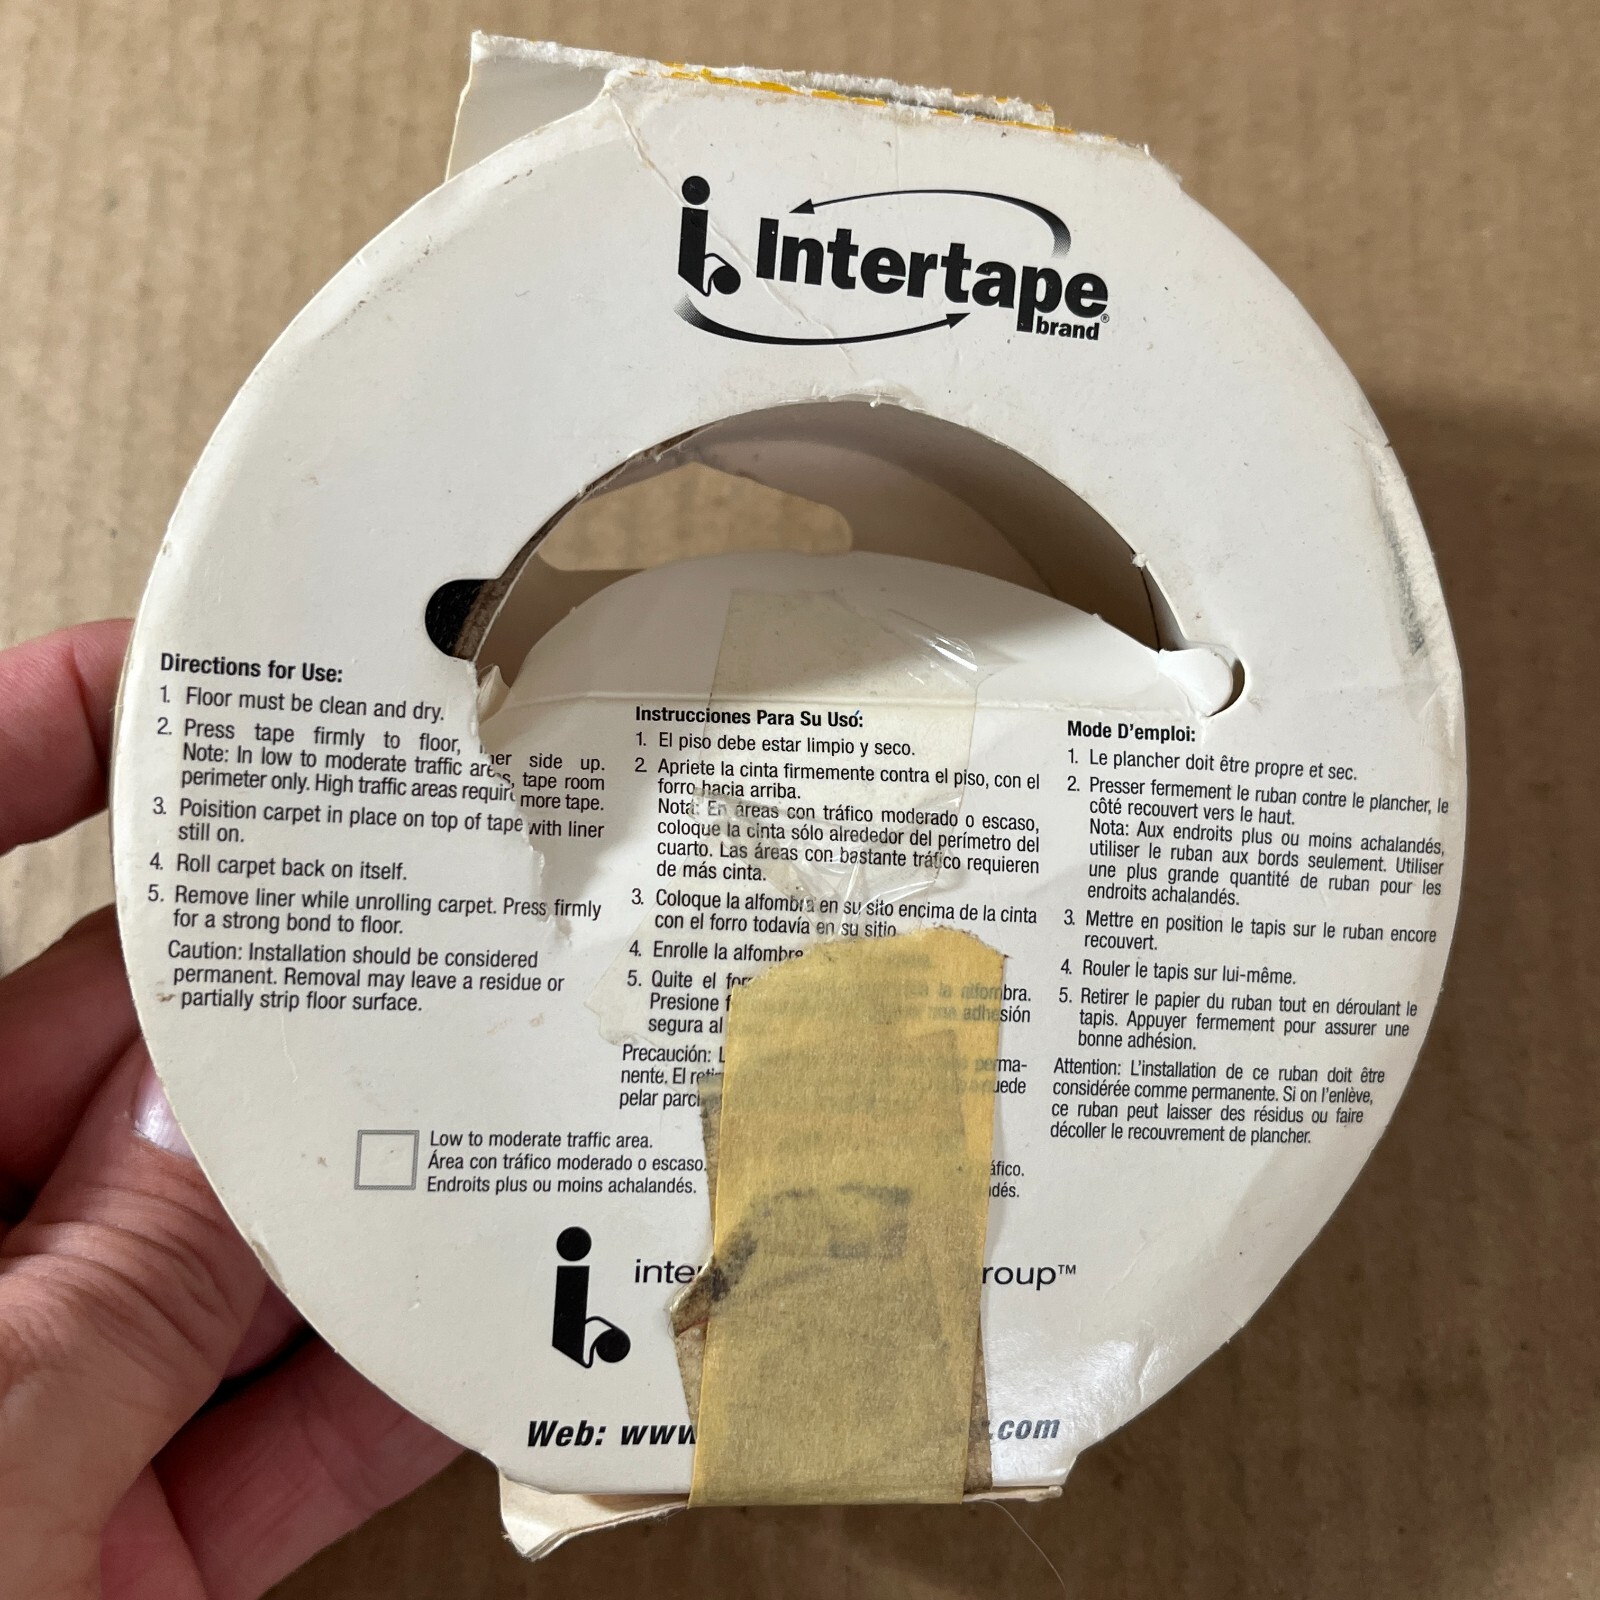 Intertape
brand®
Directions for Use:
1. Floor must be clean and dry.
2. Press tape firmly to floor, side up.
Note: In low to moderate traffic areas, tape room
perimeter only. High traffic areas require more tape.
3. Poisition carpet in place on top of tape with liner
still on.
4. Roll carpet back on itself.
5. Remove liner while unrolling carpet. Press firmly
for a strong bond to floor.
Caution: Installation should be considered
permanent. Removal may leave a residue or
partially strip floor surface.
Instrucciones Para Su Uso:
1. El piso debe estar limpio y seco.
2. Apriete la cinta firmemente contra el piso, con el
forro hacia arriba.
Nota: En áreas con tráfico moderado o escaso,
coloque la cinta sólo alrededor del perímetro del
cuarto. Las áreas con bastante tráfico requieren
de más cinta.
3. Coloque la alfombra en su sito encima de la cinta
con el forro todavía en su sitio
4. Enrolle la alfombra
5. Quite el la alfombra.
Presione adhesión
segura al
Precaución: perma-
nente. El
pelar
Mode D'emploi:
1. Le plancher doit être propre et sec.
2. Presser fermement le ruban contre le plancher, le
côté recouvert vers le haut.
Nota: Aux endroits plus ou moins achalandés,
utiliser le ruban aux bords seulement. Utiliser
une plus grande quantité de ruban pour les
endroits achalandés.
3. Mettre en position le tapis sur le ruban encore
recouvert.
4. Rouler le tapis sur lui-même.
5. Retirer le papier du ruban tout en déroulant le
tapis. Appuyer fermement pour assurer une
bonne adhésion.
Attention: L'installation de ce ruban doit être
considérée comme permanente. Si on l'enlève,
ce ruban peut laisser des résidus ou faire
décoller le recouvrement de plancher.
Low to moderate traffic area.
Área con tráfico moderado o escaso.
Endroits plus ou moins achalandés.
Web: www .com